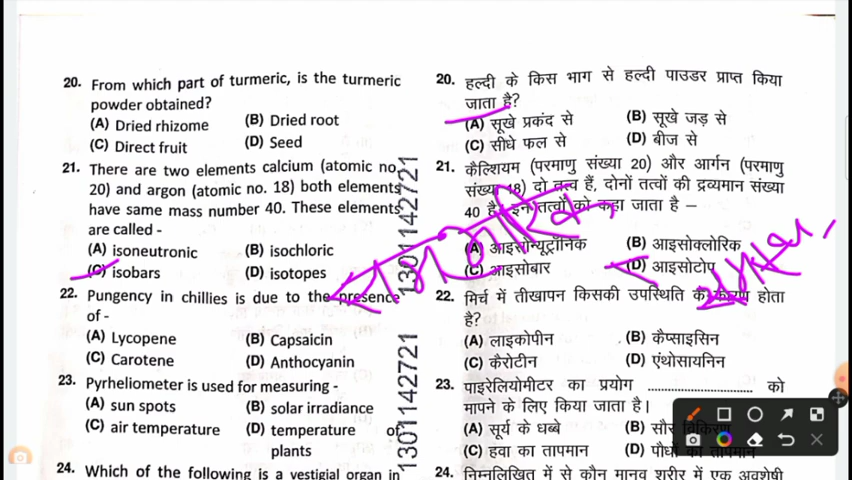 20. From which part of turmeric, is the turmeric
powder obtained?
(A) Dried rhizome (B) Dried root
(C) Direct fruit (D) Seed
21. There are two elements calcium (atomic no.
20) and argon (atomic no. 18) both elements
have same mass number 40. These elements
are called -
(A) isoneutronic (B) isochloric
(C) isobars (D) isotopes
22. Pungency in chillies is due to the presence
of -
(A) Lycopene (B) Capsaicin
(C) Carotene (D) Anthocyanin
23. Pyrheliometer is used for measuring -
(A) sun spots (B) solar irradiance
(C) air temperature (D) temperature of
plants
24. Which of the following is a vestigial organ in
1301142721
1301142721
20. हल्दी के किस भाग से हल्दी पाउडर प्राप्त किया
जाता है?
(A) सूखे प्रकंद से (B) सूखे जड़ से
(C) सीधे फल से (D) बीज से
21. कैल्शियम (परमाणु संख्या 20) और आर्गन (परमाणु
संख्या 18) दो तत्व हैं, दोनों तत्वों की द्रव्यमान संख्या
40 है। इन तत्वों को कहा जाता है –
(A) आइसोन्यूट्रॉनिक (B) आइसोक्लोरिक
(C) आइसोबार (D) आइसोटोप
22. मिर्च में तीखापन किसकी उपस्थिति के कारण होता
है?
(A) लाइकोपीन (B) कैप्साइसिन
(C) कैरोटीन (D) एंथोसायनिन
23. पाइरेलियोमीटर का प्रयोग ........................ को
मापने के लिए किया जाता है।
(A) सूर्य के धब्बे (B) सौर विकिरण
(C) हवा का तापमान (D) पौधों का तापमान
24. निम्नलिखित में से कौन मानव शरीर में एक अवशेषी